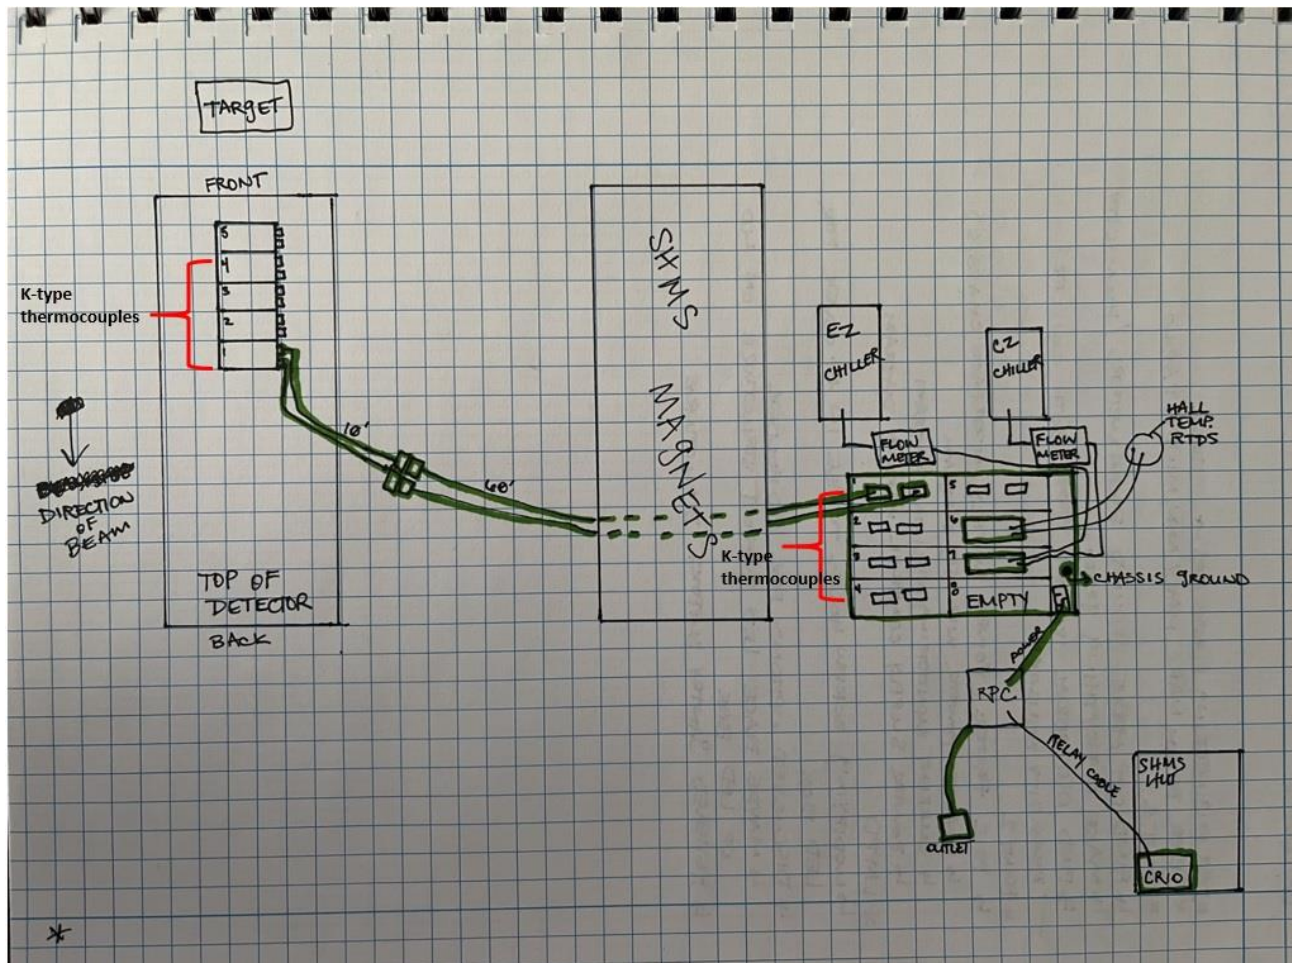 TARGET
FRONT
5
4
3
2
1
K-type
thermocouples
10'
60'
DIRECTION
OF
BEAM
TOP OF
DETECTOR
BACK
SHMS
MAGNETS
EZ
CHILLER
CZ
CHILLER
FLOW
METER
FLOW
METER
HALL
TEMP.
RTDS
1
2
3
4
5
6
7
8
EMPTY
K-type
thermocouples
CHASSIS GROUND
POWER
RPC
RELAY CABLE
OUTLET
SHMS
CRIO
*